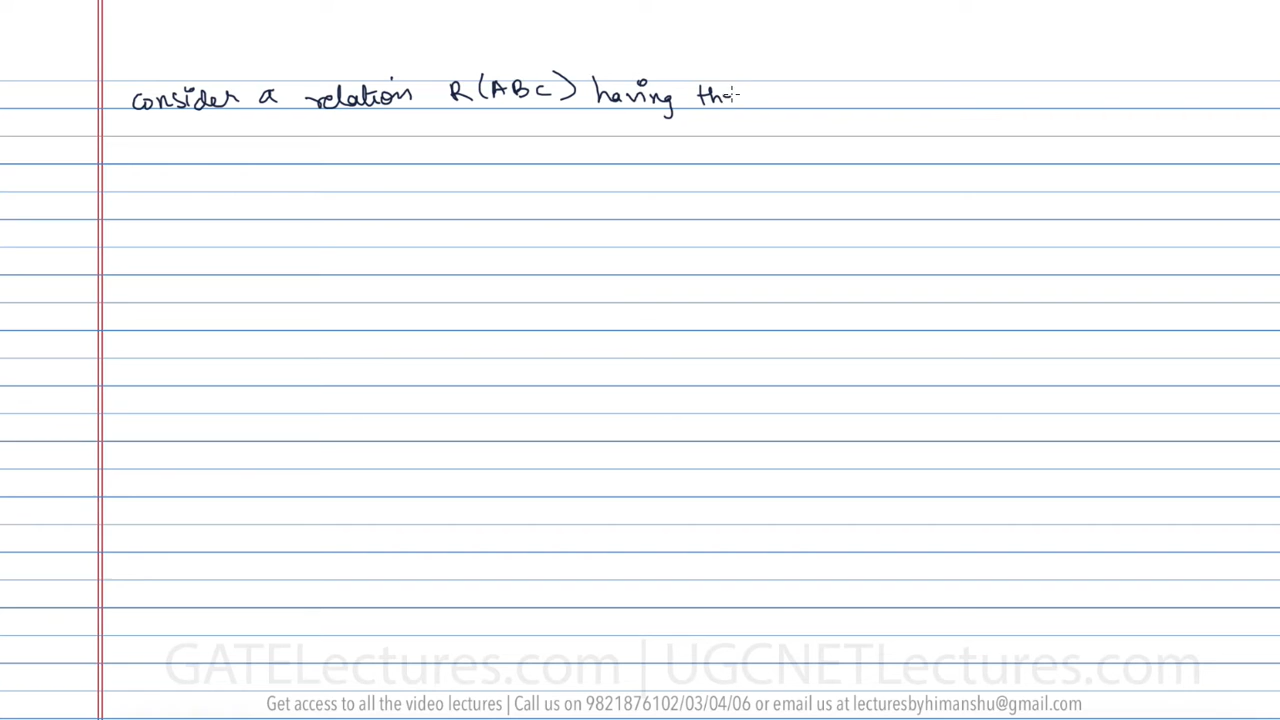 consider a relation R(ABC) having the
GATELectures.com | UGCNETLectures.com
Get access to all the video lectures | Call us on 9821876102/03/04/06 or email us at lecturesbyhimanshu@gmail.com